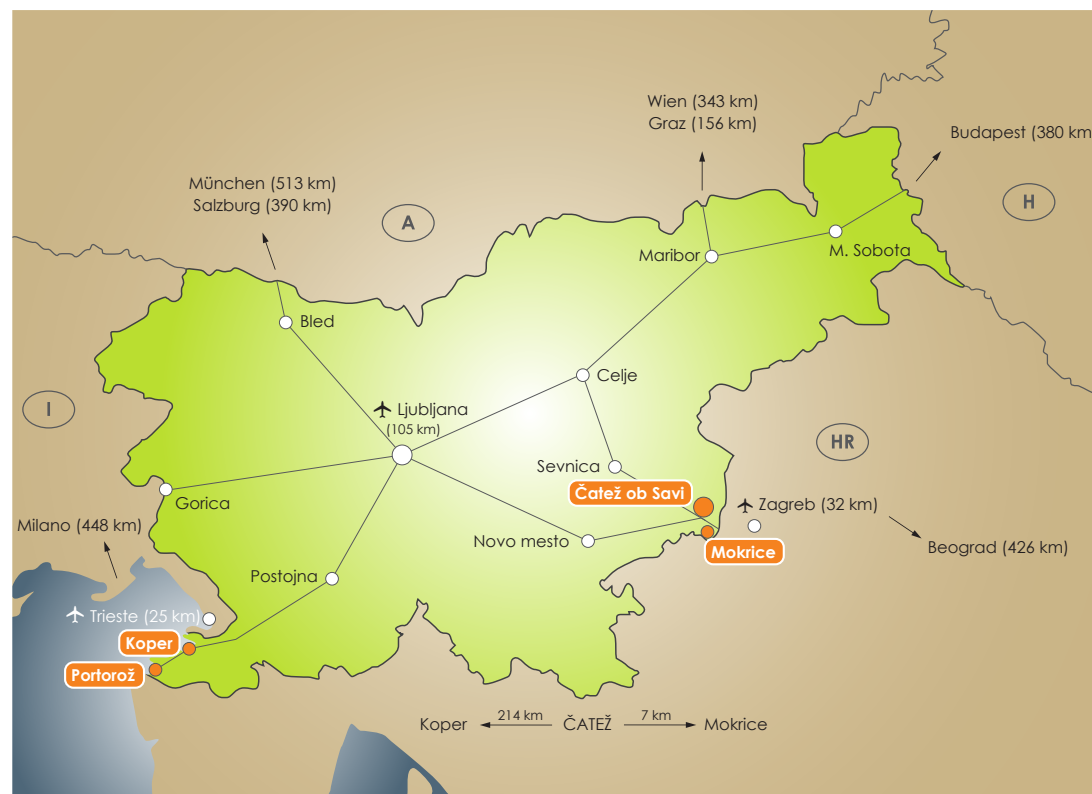 Wien (343 km)
Graz (156 km)
Budapest (380 km
München (513 km)
Salzburg (390 km)
A
H
Maribor
M. Sobota
Bled
Celje
I
Ljubljana
(105 km)
HR
Sevnica
Čatež ob Savi
Gorica
Zagreb (32 km)
Milano (448 km)
Novo mesto
Mokrice
Beograd (426 km)
Postojna
Trieste (25 km)
Koper
Portorož
Koper 214 km ČATEŽ 7 km Mokrice